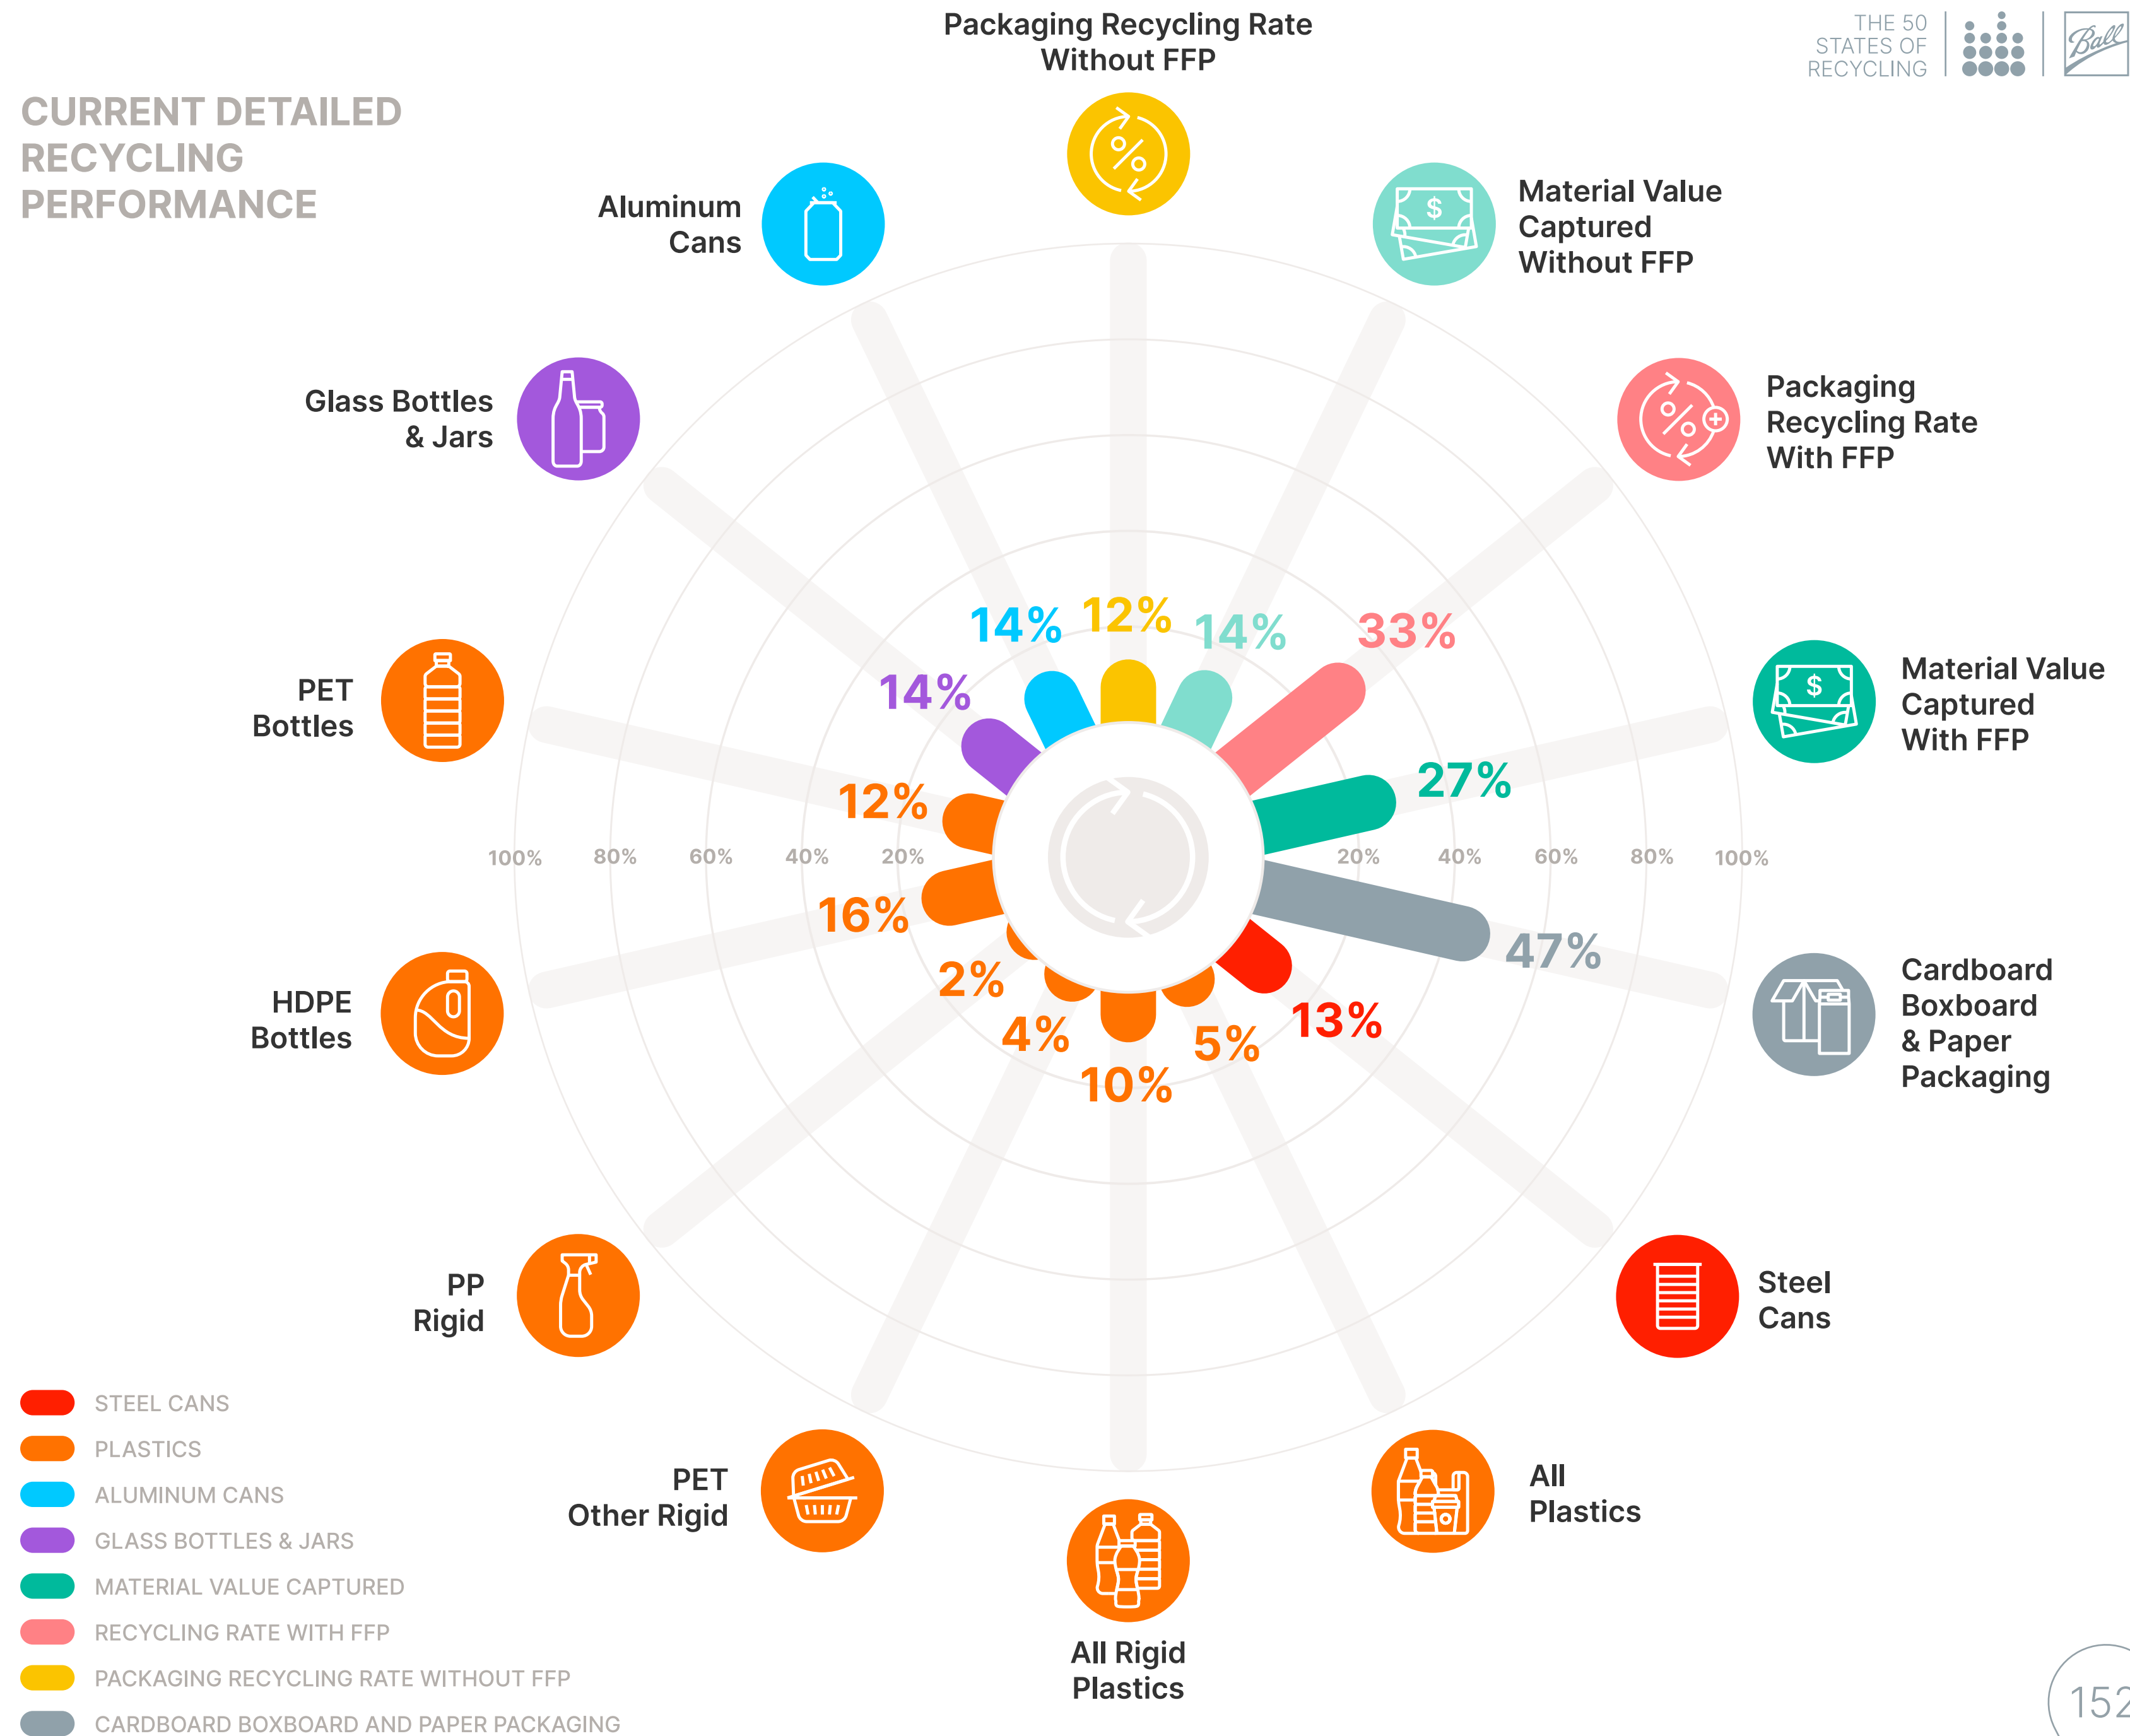 THE 50
STATES OF
RECYCLING
Ball
CURRENT DETAILED
RECYCLING
PERFORMANCE
Packaging Recycling Rate
Without FFP
Material Value
Captured
Without FFP
Packaging
Recycling Rate
With FFP
Material Value
Captured
With FFP
Cardboard
Boxboard
& Paper
Packaging
Steel
Cans
All
Plastics
All Rigid
Plastics
PET
Other Rigid
PP
Rigid
HDPE
Bottles
PET
Bottles
Glass Bottles
& Jars
Aluminum
Cans
12%
14%
33%
27%
47%
13%
5%
10%
4%
2%
16%
12%
14%
14%
100% 80% 60% 40% 20% 20% 40% 60% 80% 100%
STEEL CANS
PLASTICS
ALUMINUM CANS
GLASS BOTTLES & JARS
MATERIAL VALUE CAPTURED
RECYCLING RATE WITH FFP
PACKAGING RECYCLING RATE WITHOUT FFP
CARDBOARD BOXBOARD AND PAPER PACKAGING
152